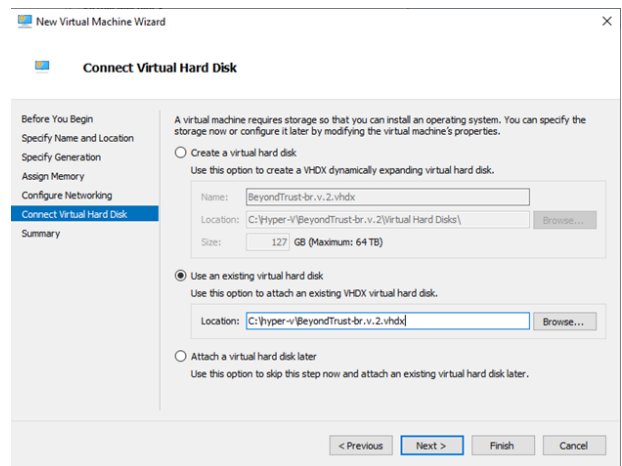 New Virtual Machine Wizard
Connect Virtual Hard Disk
Before You Begin
Specify Name and Location
Specify Generation
Assign Memory
Configure Networking
Connect Virtual Hard Disk
Summary
A virtual machine requires storage so that you can install an operating system. You can specify the
storage now or configure it later by modifying the virtual machine's properties.
Create a virtual hard disk
Use this option to create a VHDX dynamically expanding virtual hard disk.
Name: BeyondTrust-br.v.2.vhdx
Location: C:\Hyper-V\BeyondTrust-br.v.2\Virtual Hard Disks\ Browse...
Size: 127 GB (Maximum: 64 TB)
Use an existing virtual hard disk
Use this option to attach an existing VHDX virtual hard disk.
Location: C:\hyper-v\BeyondTrust-br.v.2.vhdx Browse...
Attach a virtual hard disk later
Use this option to skip this step now and attach an existing virtual hard disk later.
< Previous Next > Finish Cancel